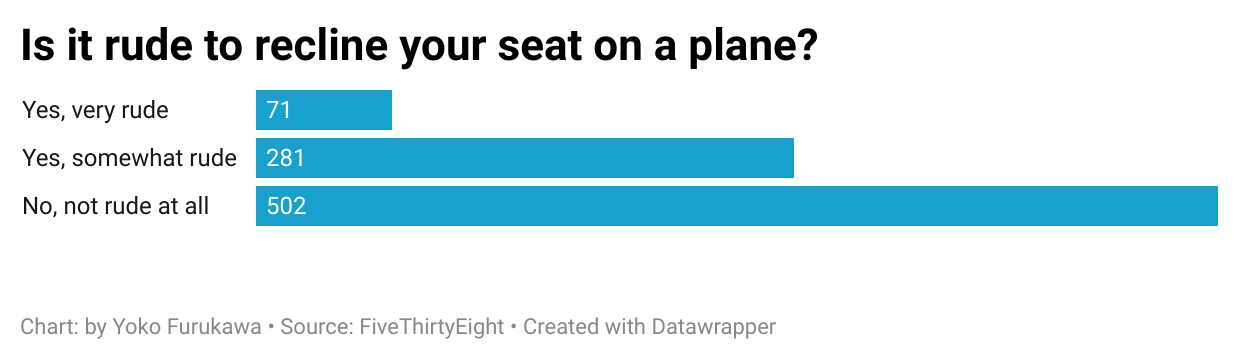 Is it rude to recline your seat on a plane?
Yes, very rude 71
Yes, somewhat rude 281
No, not rude at all 502
Chart: by Yoko Furukawa • Source: FiveThirtyEight • Created with Datawrapper